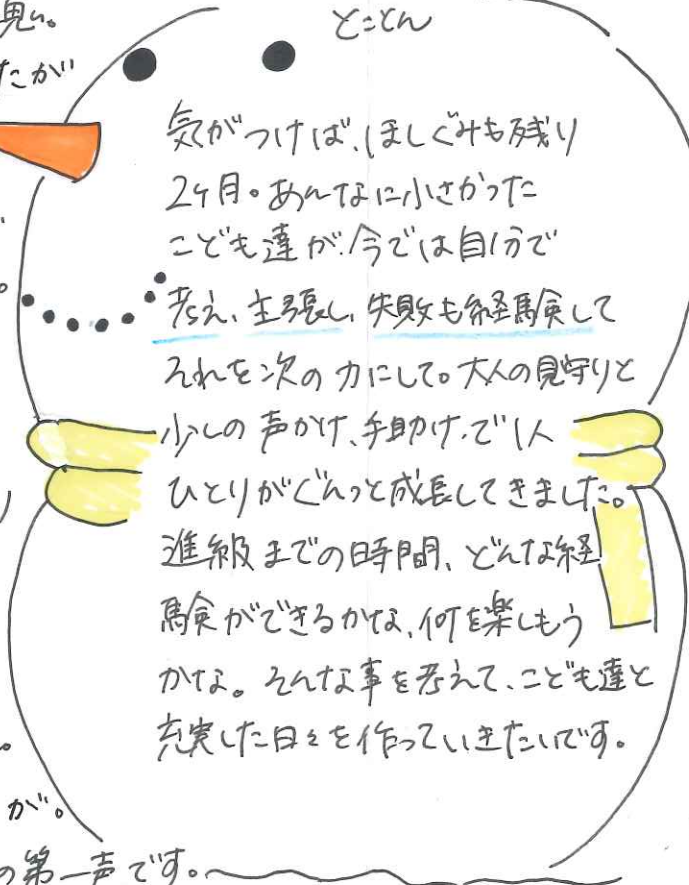 思い。
とことん
たが
気がつけば、ほしぐみも残り
2ヶ月。あんなに小さかった
こども達が、今では自分で
考え、主張し、失敗も経験して
それを次の力にして。大人の見守りと
少しの声かけ、手助け、で1人
ひとりがぐんっと成長してきました。
進級までの時間、どんな経
験ができるかな、何を楽しもう
かな。そんな事を考えて、こども達と
充実した日々を作っていきたいです。
が。
の第一声です。